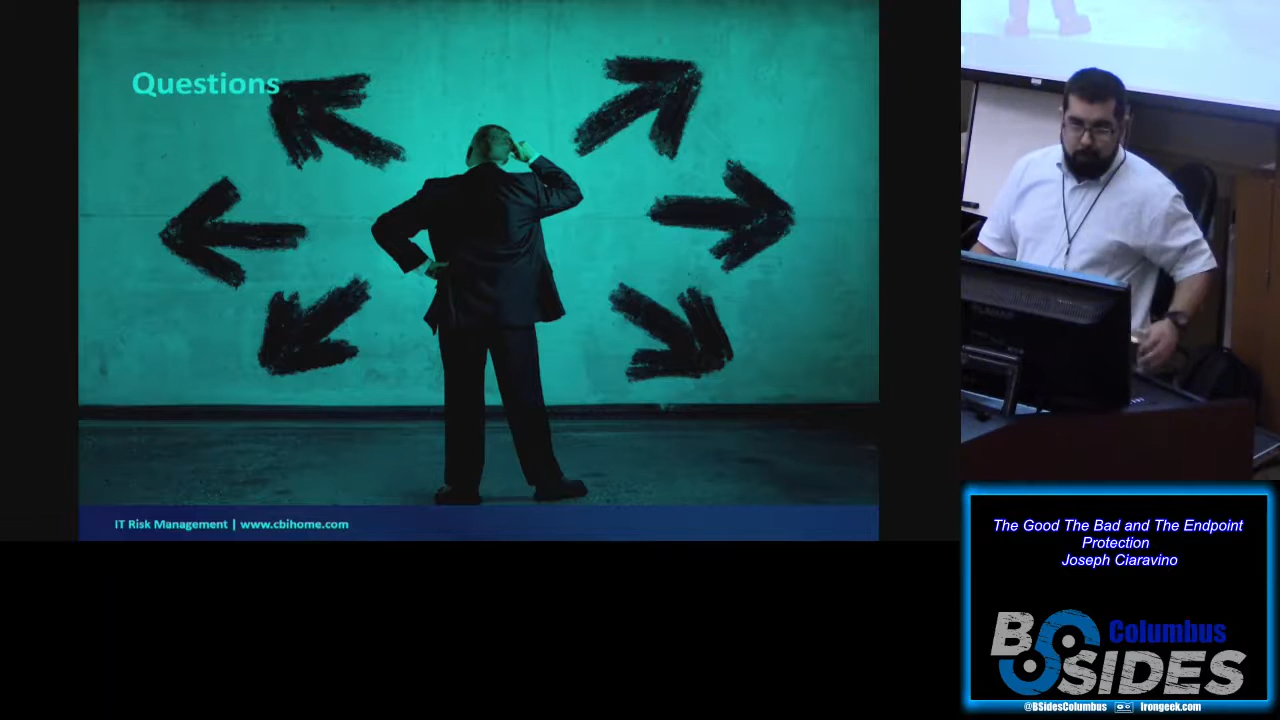 Questions
IT Risk Management | www.cbihome.com
The Good The Bad and The Endpoint
Protection
Joseph Ciaravino
BSIDES
Columbus
@BSidesColumbus
Irongeek.com